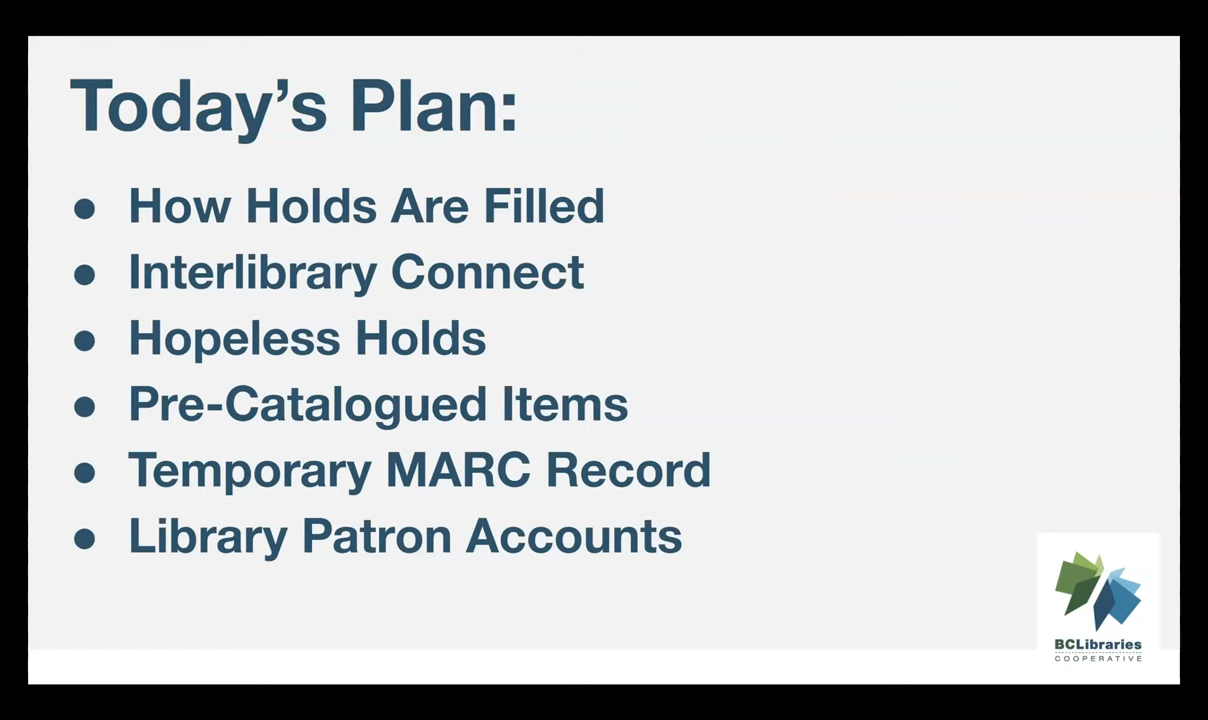 Today's Plan:
● How Holds Are Filled
● Interlibrary Connect
● Hopeless Holds
● Pre-Catalogued Items
● Temporary MARC Record
● Library Patron Accounts
BCLibraries
COOPERATIVE